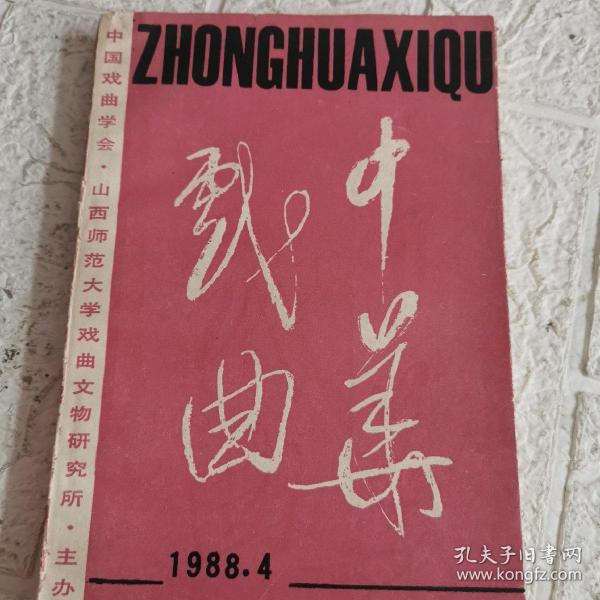 ZHONGHUAXIQU
中华
戏曲
中国戏曲学会·山西师范大学戏曲文物研究所·主办
1988.4
孔夫子旧书网
www.kongfz.com